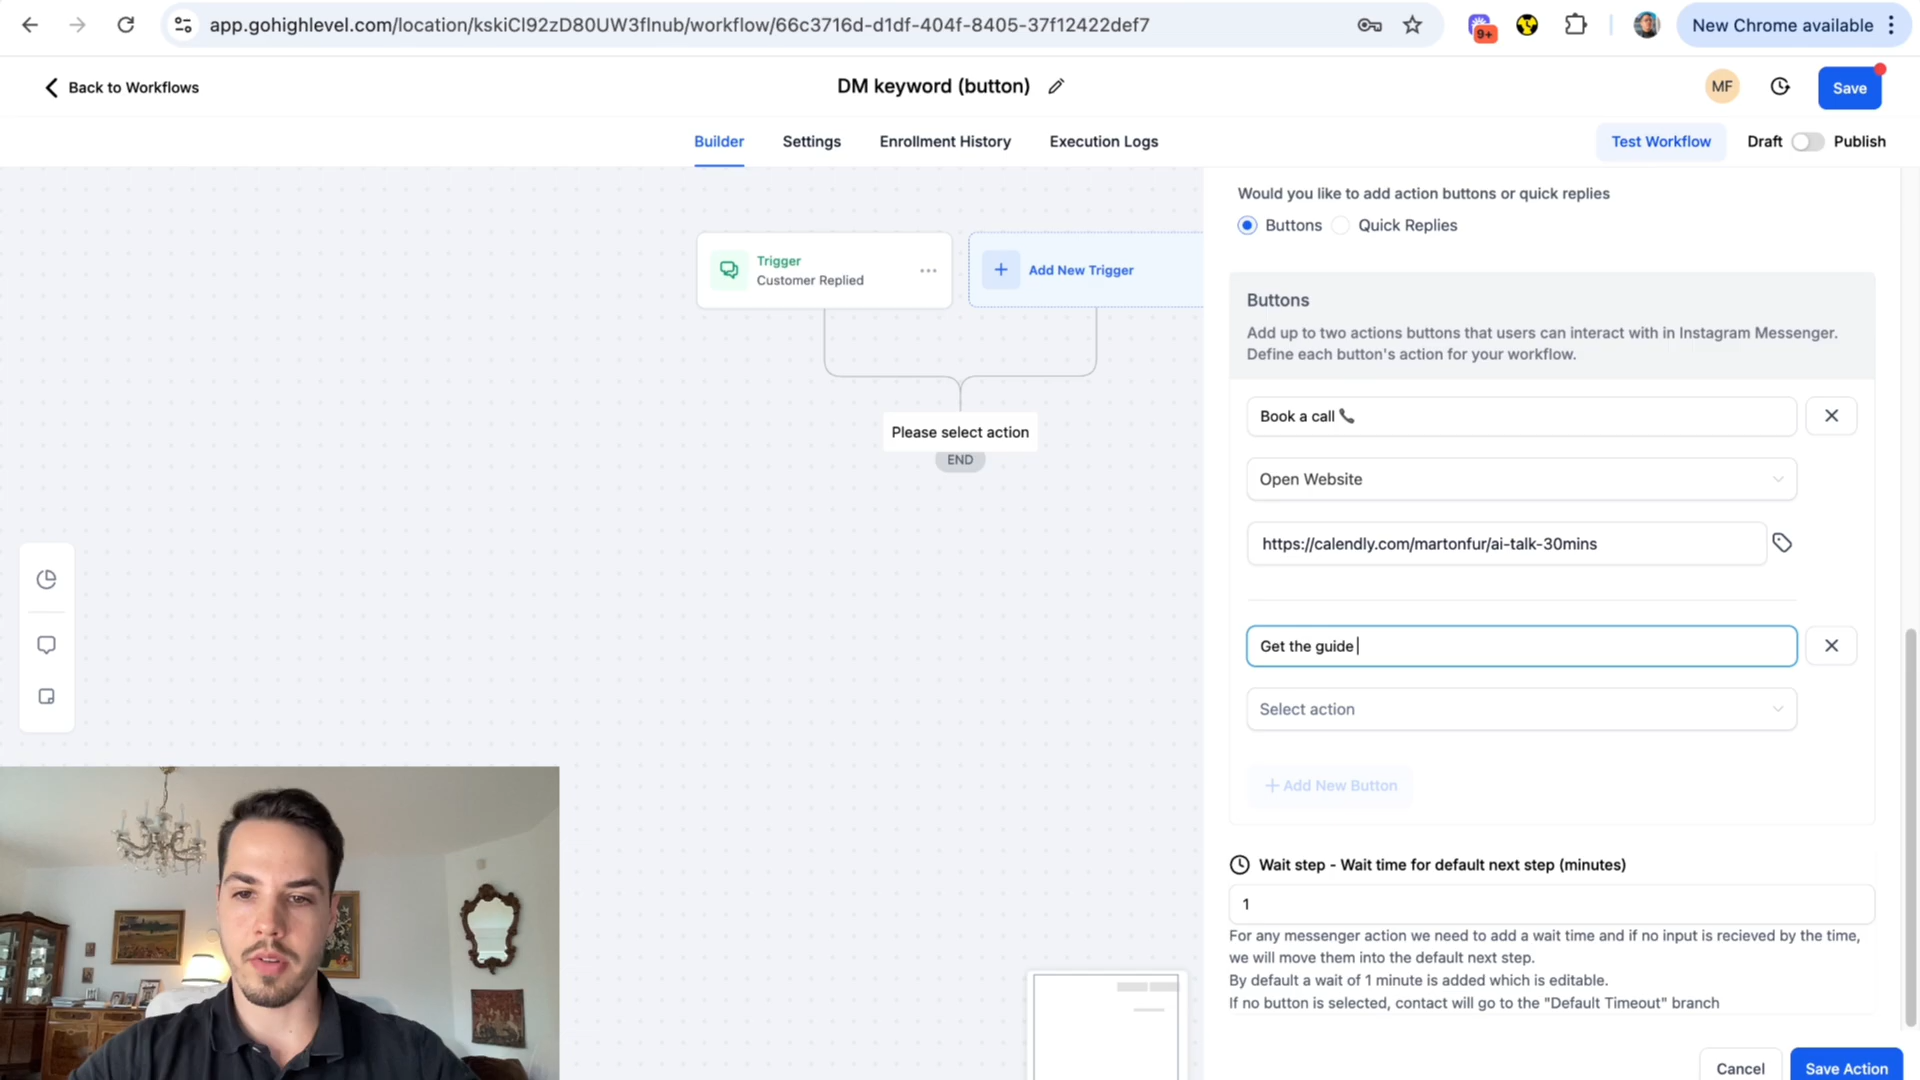 app.gohighlevel.com/location/kskiCl92zD80UW3flnub/workflow/66c3716d-d1df-404f-8405-37f12422def7
9+
New Chrome available
Back to Workflows
DM keyword (button)
MF
Save
Builder
Settings
Enrollment History
Execution Logs
Test Workflow
Draft
Publish
Trigger
Customer Replied
Add New Trigger
Please select action
END
Would you like to add action buttons or quick replies
Buttons
Quick Replies
Buttons
Add up to two actions buttons that users can interact with in Instagram Messenger.
Define each button's action for your workflow.
Book a call 📞
Open Website
https://calendly.com/martonfur/ai-talk-30mins
Get the guide
Select action
+ Add New Button
Wait step - Wait time for default next step (minutes)
1
For any messenger action we need to add a wait time and if no input is recieved by the time,
we will move them into the default next step.
By default a wait of 1 minute is added which is editable.
If no button is selected, contact will go to the "Default Timeout" branch
Cancel
Save Action